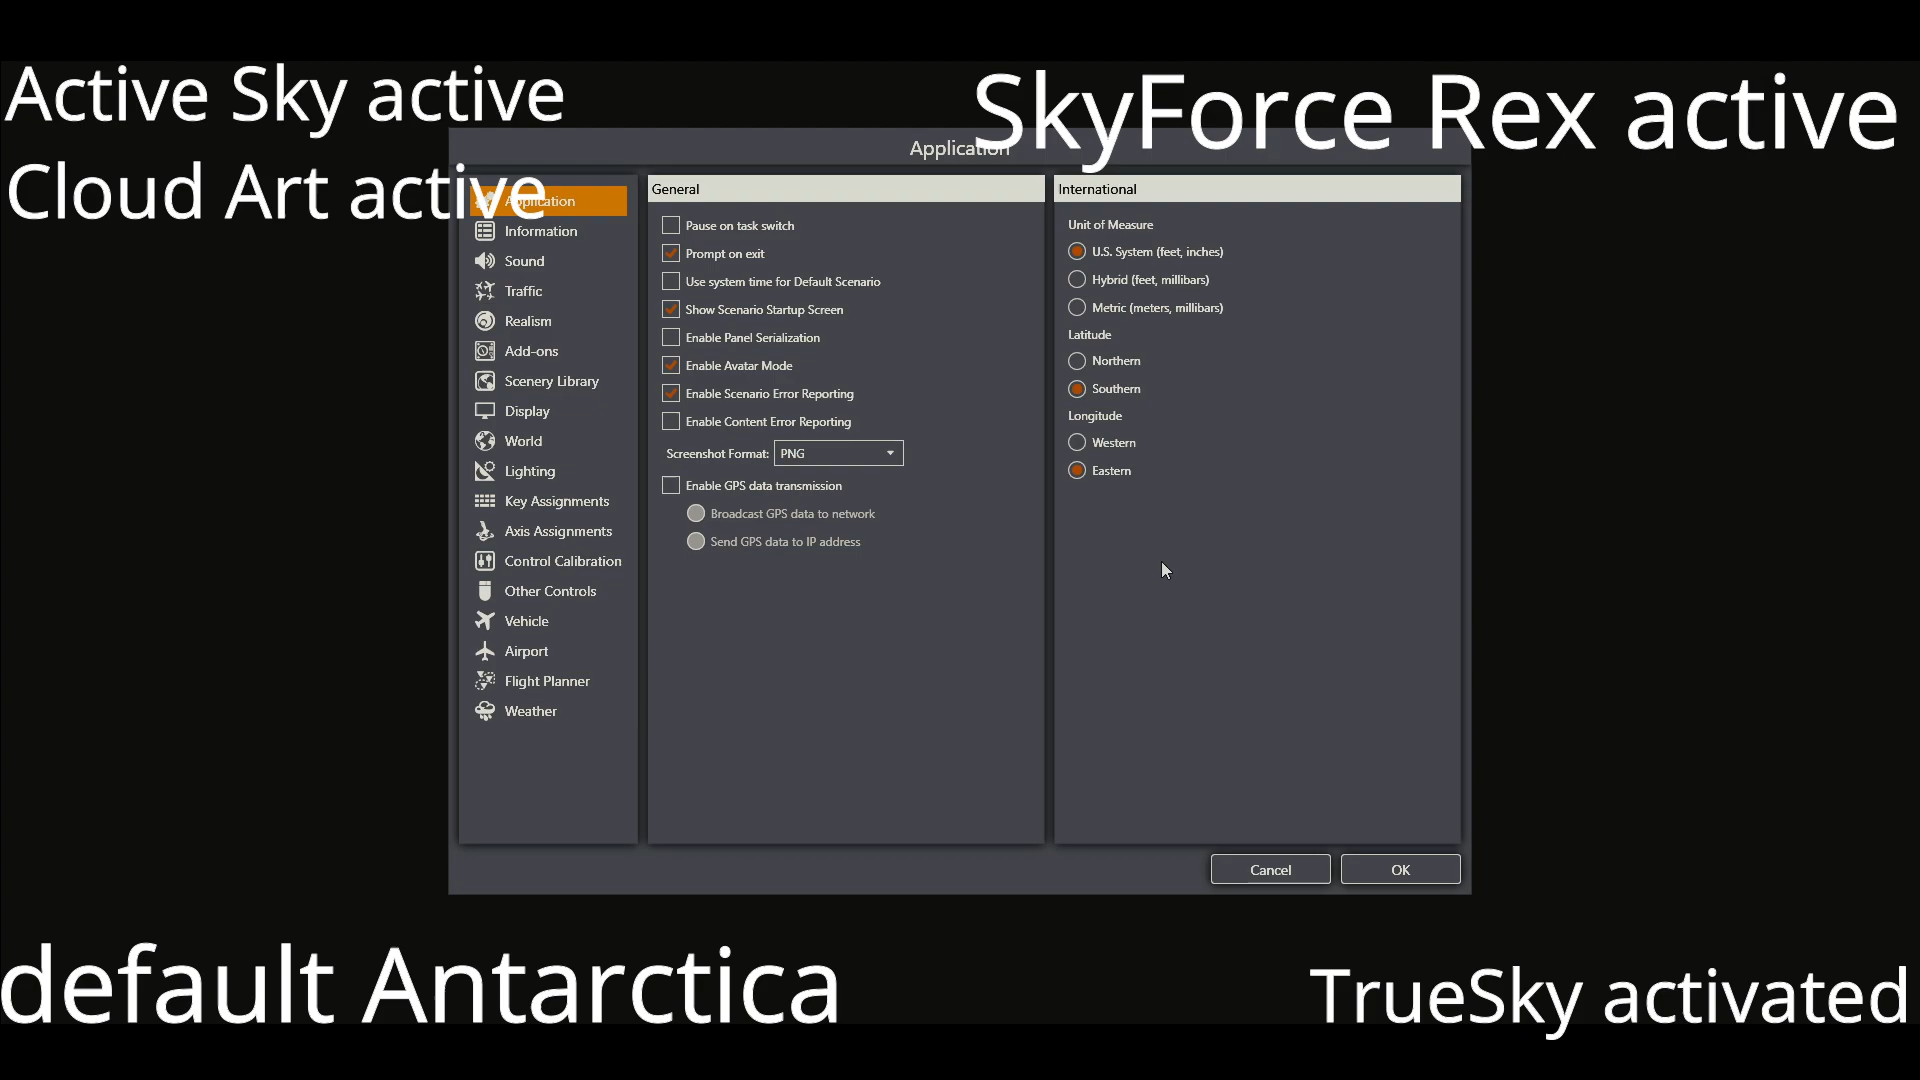 Active Sky active
SkyForce Rex active
Cloud Art active
Application
Application
Information
Sound
Traffic
Realism
Add-ons
Scenery Library
Display
World
Lighting
Key Assignments
Axis Assignments
Control Calibration
Other Controls
Vehicle
Airport
Flight Planner
Weather
General
Pause on task switch
Prompt on exit
Use system time for Default Scenario
Show Scenario Startup Screen
Enable Panel Serialization
Enable Avatar Mode
Enable Scenario Error Reporting
Enable Content Error Reporting
Screenshot Format: PNG
Enable GPS data transmission
Broadcast GPS data to network
Send GPS data to IP address
International
Unit of Measure
U.S. System (feet, inches)
Hybrid (feet, millibars)
Metric (meters, millibars)
Latitude
Northern
Southern
Longitude
Western
Eastern
Cancel
OK
default Antarctica
TrueSky activated